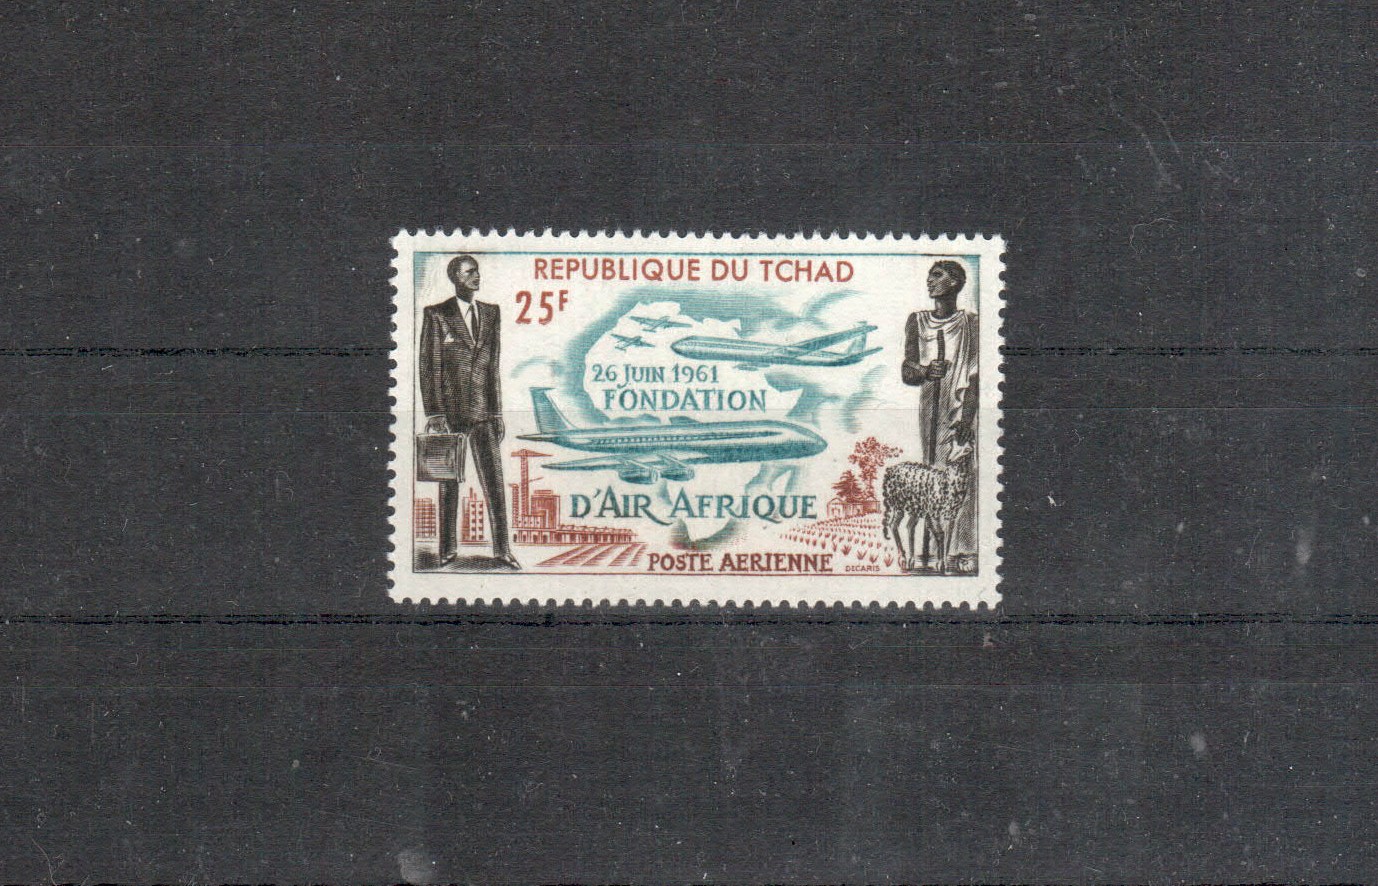 REPUBLIQUE DU TCHAD
25F
26 JUIN 1961
FONDATION
D'AIR AFRIQUE
POSTE AERIENNE
DECARIS